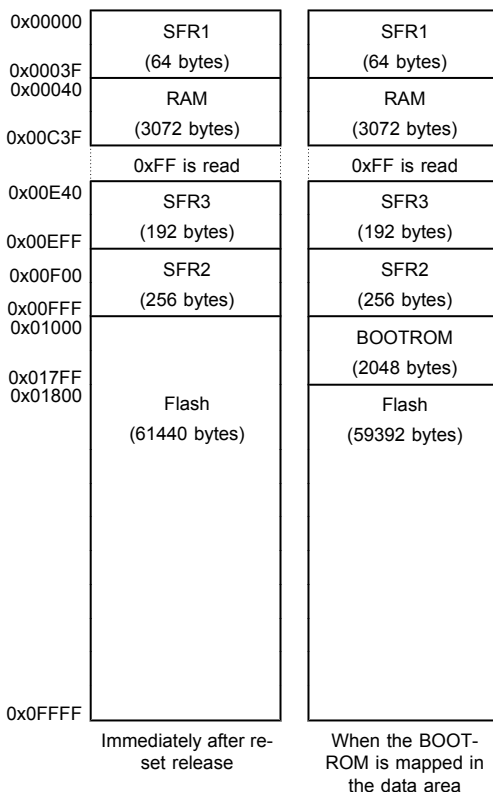 0x00000
SFR1
(64 bytes)
SFR1
(64 bytes)
0x0003F
0x00040
RAM
(3072 bytes)
RAM
(3072 bytes)
0x00C3F
0xFF is read
0xFF is read
0x00E40
SFR3
(192 bytes)
SFR3
(192 bytes)
0x00EFF
0x00F00
SFR2
(256 bytes)
SFR2
(256 bytes)
0x00FFF
0x01000
BOOTROM
(2048 bytes)
0x017FF
0x01800
Flash
(61440 bytes)
Flash
(59392 bytes)
0x0FFFF
Immediately after re-
set release
When the BOOT-
ROM is mapped in
the data area